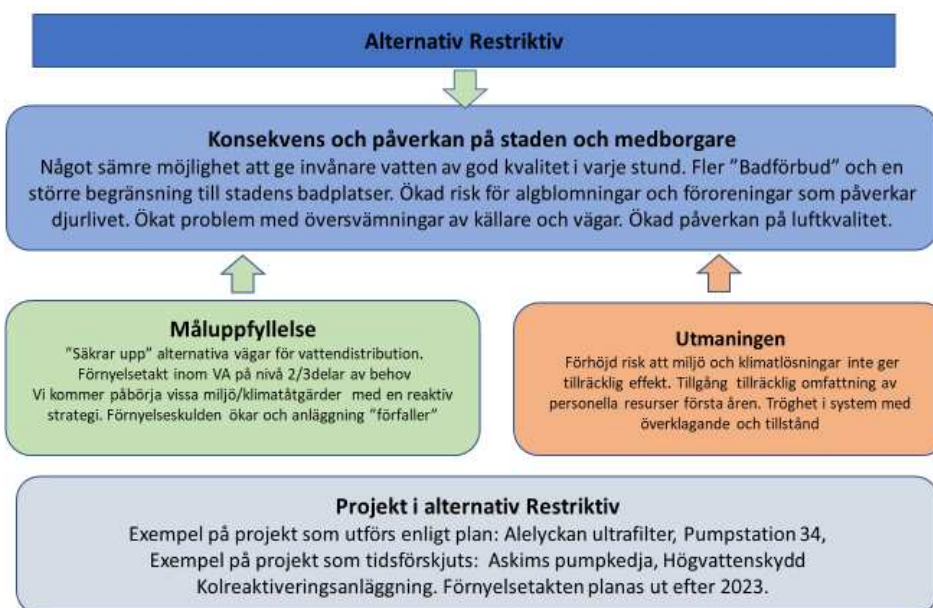 Alternativ Restriktiv
Konsekvens och påverkan på staden och medborgare
Något sämre möjlighet att ge invånare vatten av god kvalitet i varje stund. Fler ”Badförbud” och en
större begränsning till stadens badplatser. Ökad risk för algblomningar och föroreningar som påverkar
djurlivet. Ökat problem med översvämningar av källare och vägar. Ökad påverkan på luftkvalitet.
Måluppfyllelse
”Säkrar upp” alternativa vägar för vattendistribution.
Förnyelsetakt inom VA på nivå 2/3delar av behov
Vi kommer påbörja vissa miljö/klimatåtgärder med en reaktiv
strategi. Förnyelseskulden ökar och anläggning ”förfaller”
Utmaningen
Förhöjd risk att miljö och klimatlösningar inte ger
tillräcklig effekt. Tillgång tillräcklig omfattning av
personella resurser första åren. Tröghet i system med
överklagande och tillstånd
Projekt i alternativ Restriktiv
Exempel på projekt som utförs enligt plan: Alelyckan ultrafilter, Pumpstation 34,
Exempel på projekt som tidsförskjuts: Askims pumpkedja, Högvattenskydd
Kolreaktiveringsanläggning. Förnyelsetakten planas ut efter 2023.